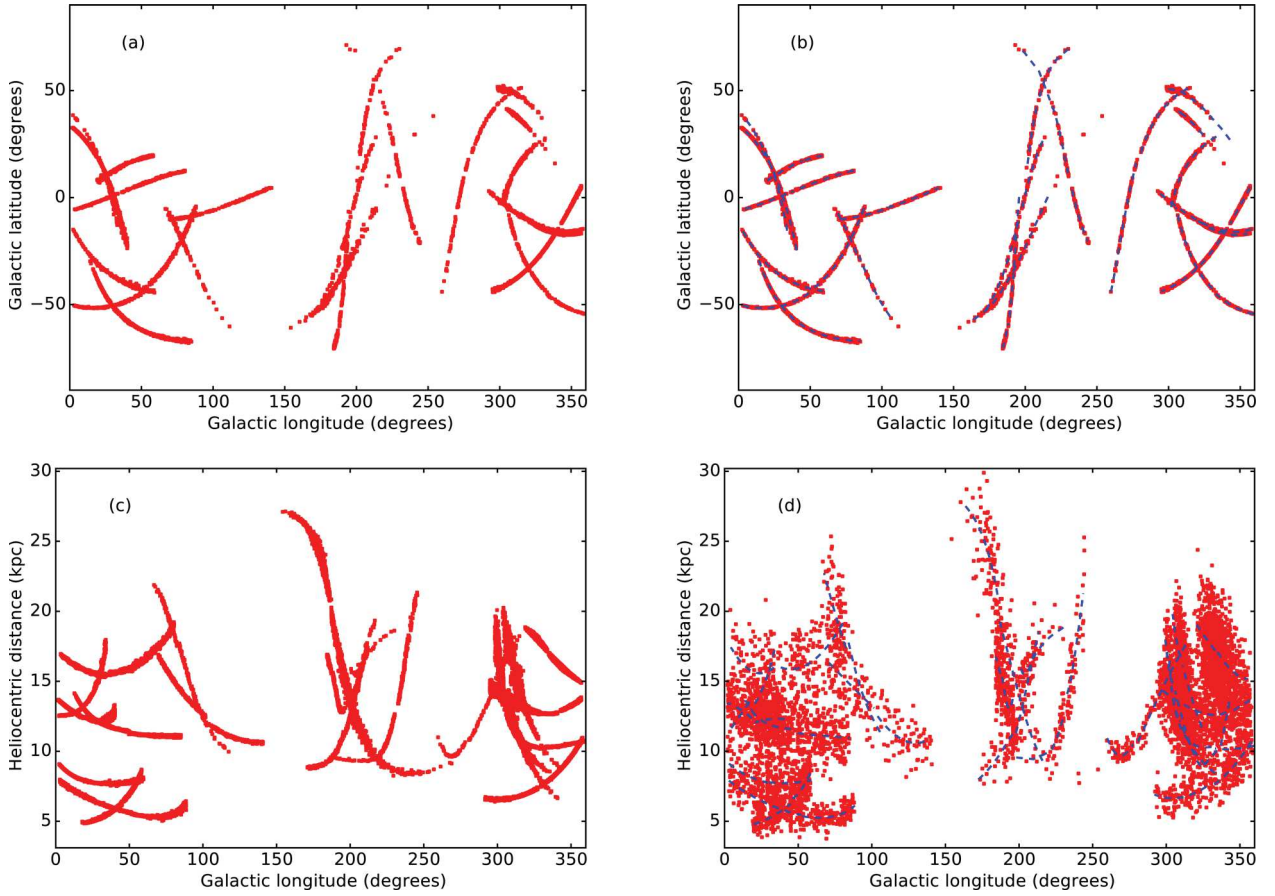 (a)
50
0
−50
0 50 100 150 200 250 300 350
Galactic longitude (degrees)
Galactic latitude (degrees)
(b)
50
0
−50
0 50 100 150 200 250 300 350
Galactic longitude (degrees)
Galactic latitude (degrees)
(c)
30
25
20
15
10
5
0 50 100 150 200 250 300 350
Galactic longitude (degrees)
Heliocentric distance (kpc)
(d)
30
25
20
15
10
5
0 50 100 150 200 250 300 350
Galactic longitude (degrees)
Heliocentric distance (kpc)